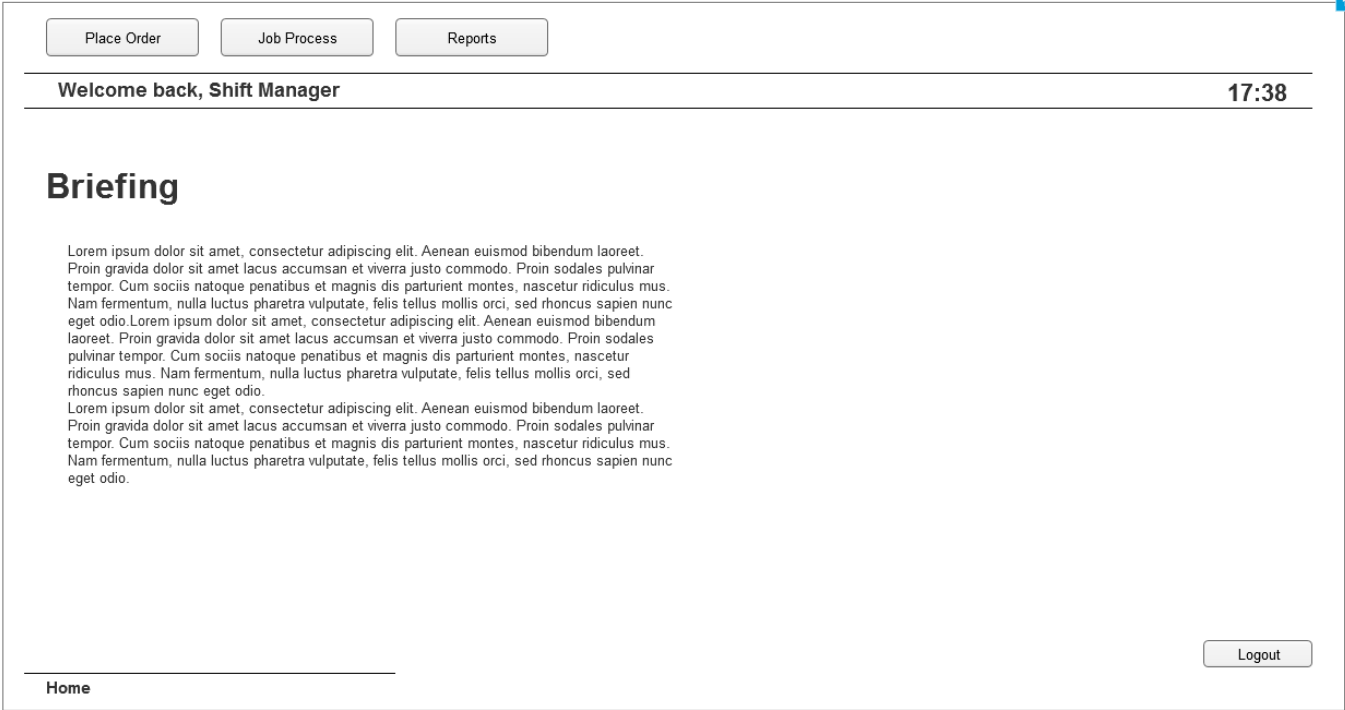 Place Order
Job Process
Reports
Welcome back, Shift Manager
17:38
Briefing
Lorem ipsum dolor sit amet, consectetur adipiscing elit. Aenean euismod bibendum laoreet.
Proin gravida dolor sit amet lacus accumsan et viverra justo commodo. Proin sodales pulvinar
tempor. Cum sociis natoque penatibus et magnis dis parturient montes, nascetur ridiculus mus.
Nam fermentum, nulla luctus pharetra vulputate, felis tellus mollis orci, sed rhoncus sapien nunc
eget odio.Lorem ipsum dolor sit amet, consectetur adipiscing elit. Aenean euismod bibendum
laoreet. Proin gravida dolor sit amet lacus accumsan et viverra justo commodo. Proin sodales
pulvinar tempor. Cum sociis natoque penatibus et magnis dis parturient montes, nascetur
ridiculus mus. Nam fermentum, nulla luctus pharetra vulputate, felis tellus mollis orci, sed
rhoncus sapien nunc eget odio.
Lorem ipsum dolor sit amet, consectetur adipiscing elit. Aenean euismod bibendum laoreet.
Proin gravida dolor sit amet lacus accumsan et viverra justo commodo. Proin sodales pulvinar
tempor. Cum sociis natoque penatibus et magnis dis parturient montes, nascetur ridiculus mus.
Nam fermentum, nulla luctus pharetra vulputate, felis tellus mollis orci, sed rhoncus sapien nunc
eget odio.
Logout
Home